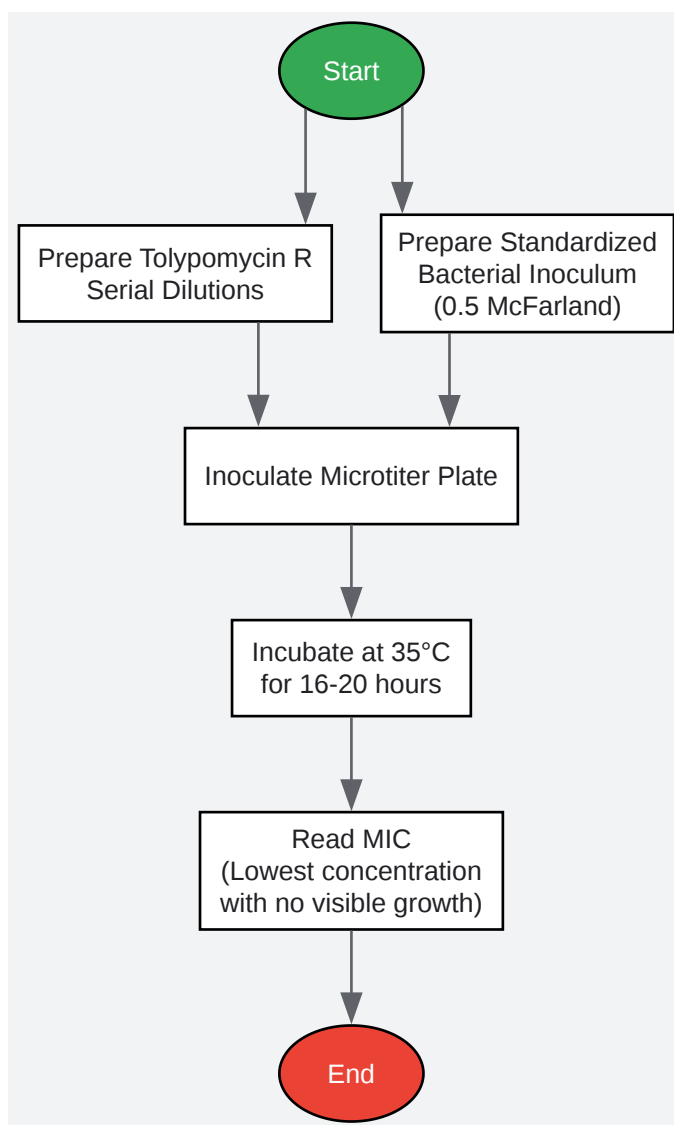 Start
Prepare Tolypomycin R
Serial Dilutions
Prepare Standardized
Bacterial Inoculum
(0.5 McFarland)
Inoculate Microtiter Plate
Incubate at 35°C
for 16-20 hours
Read MIC
(Lowest concentration
with no visible growth)
End